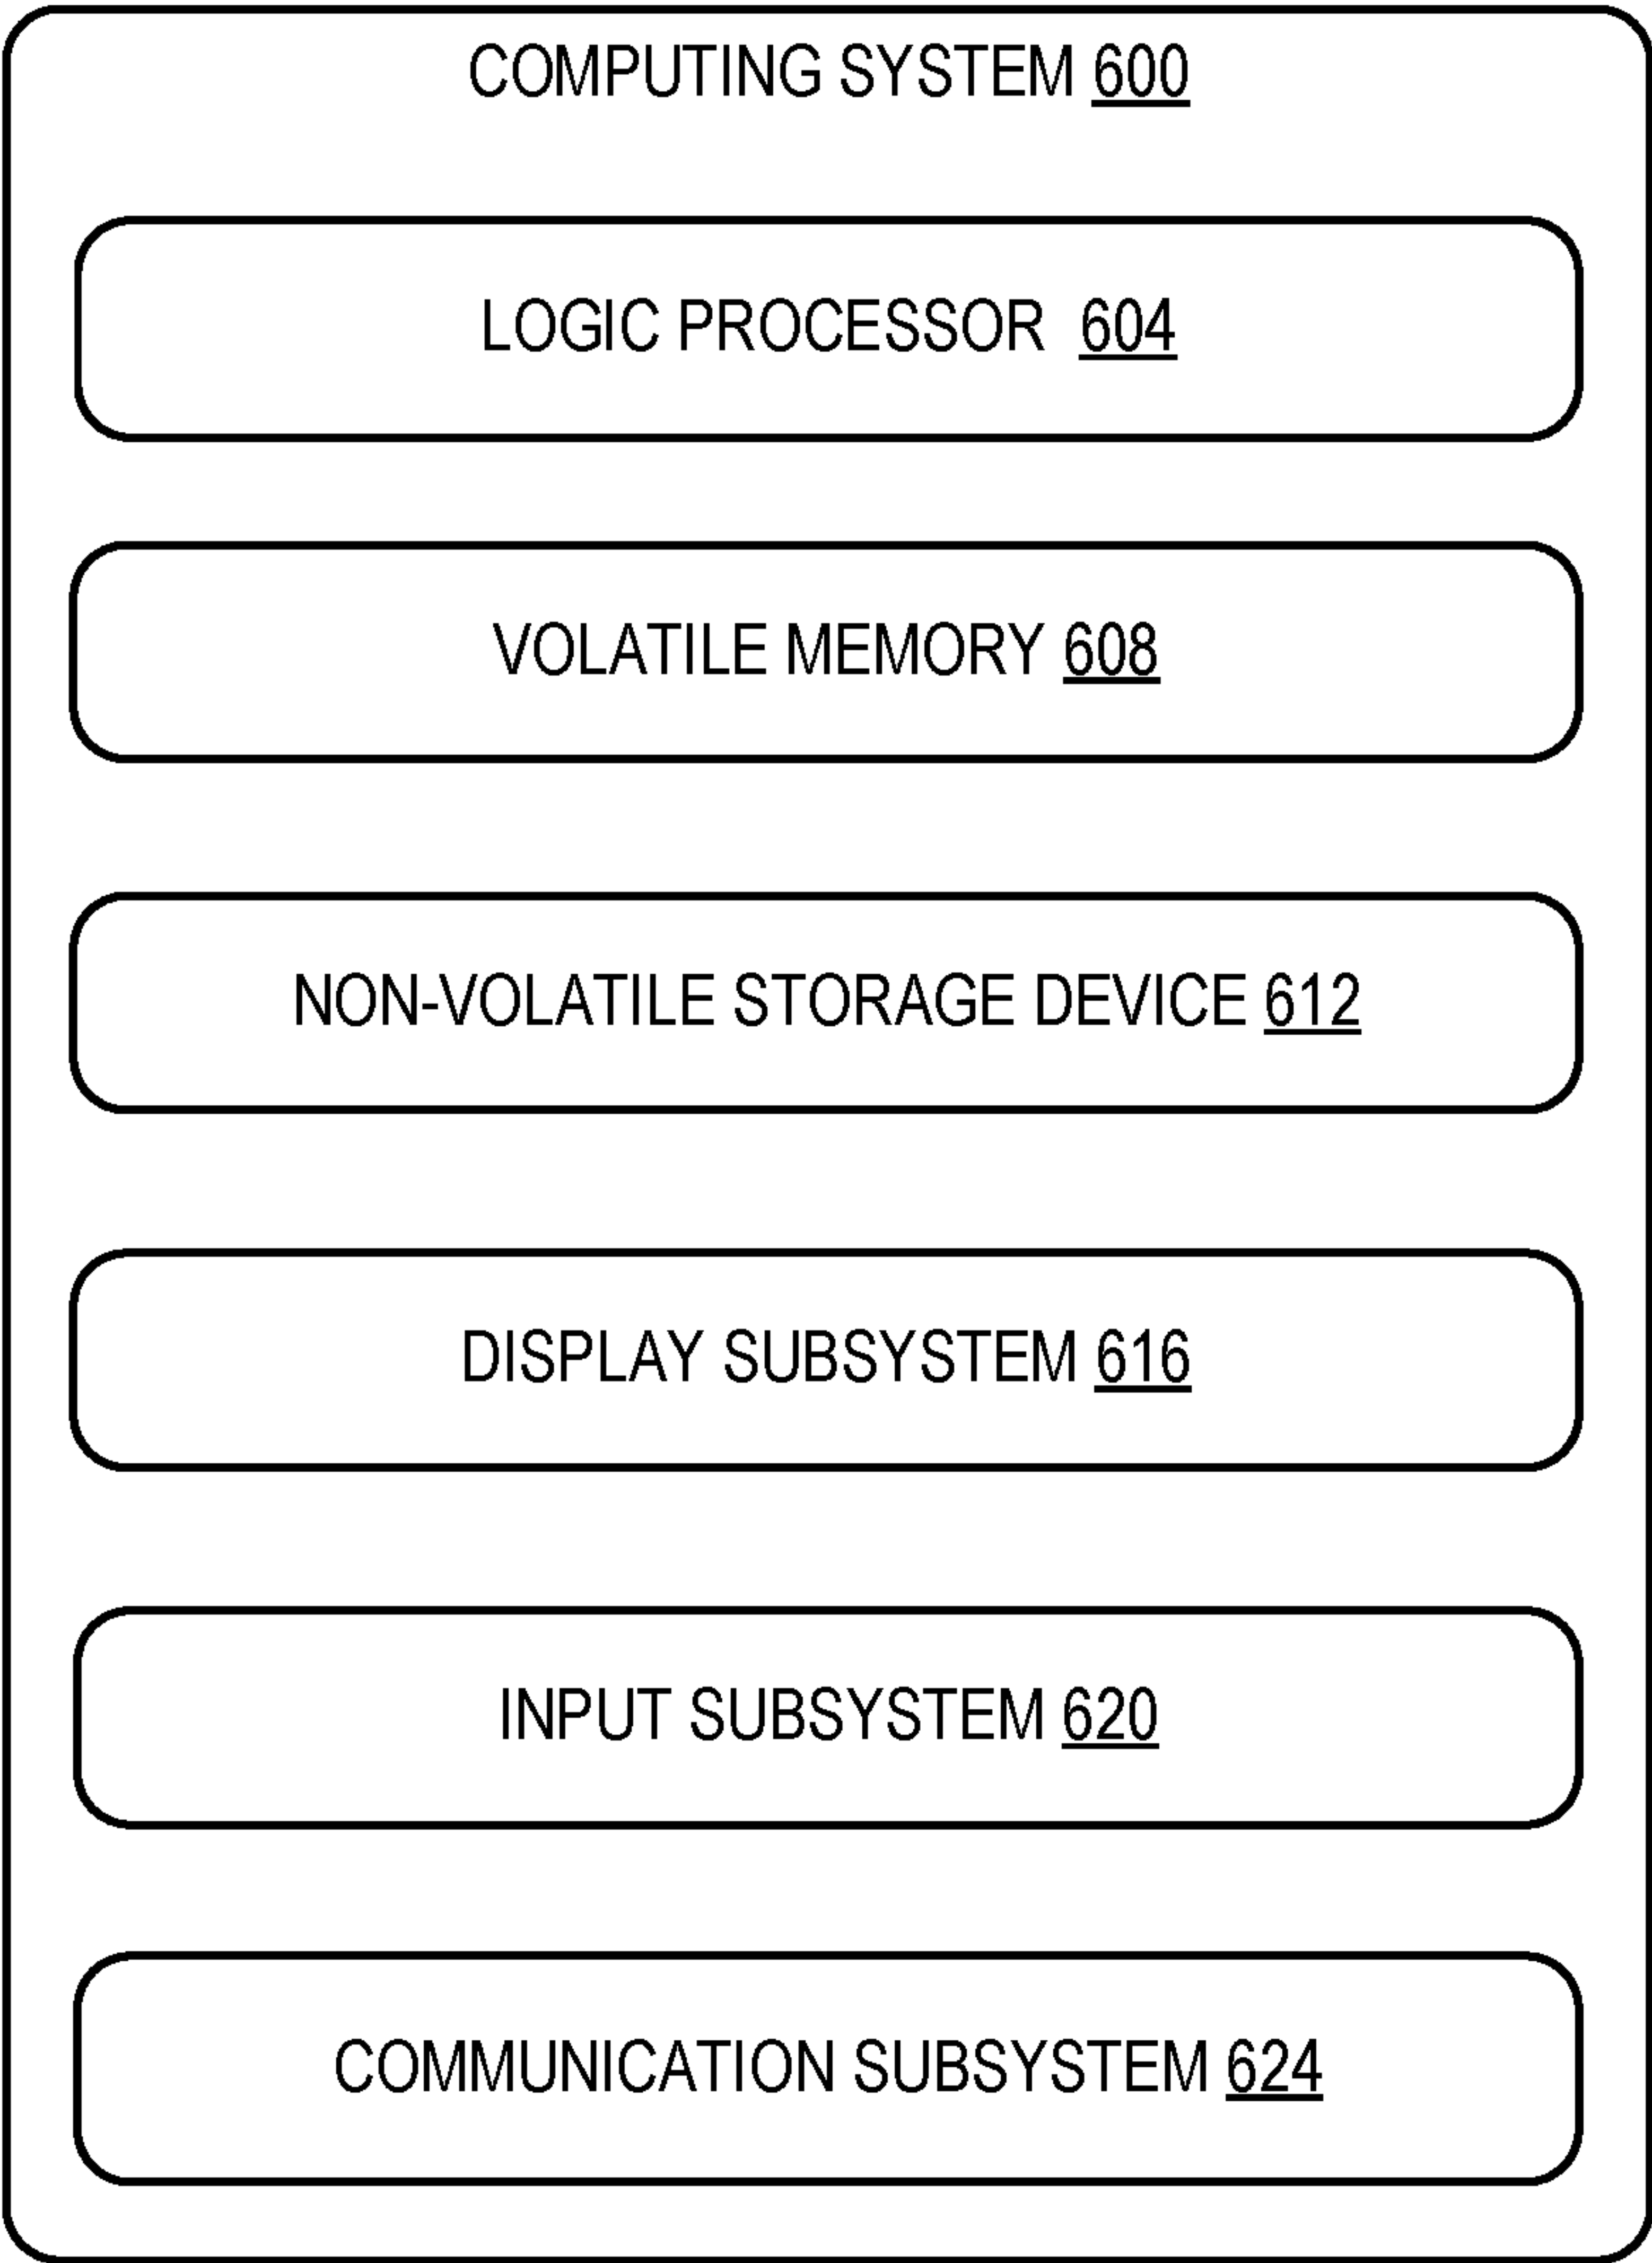 COMPUTING SYSTEM 600
LOGIC PROCESSOR 604
VOLATILE MEMORY 608
NON-VOLATILE STORAGE DEVICE 612
DISPLAY SUBSYSTEM 616
INPUT SUBSYSTEM 620
COMMUNICATION SUBSYSTEM 624